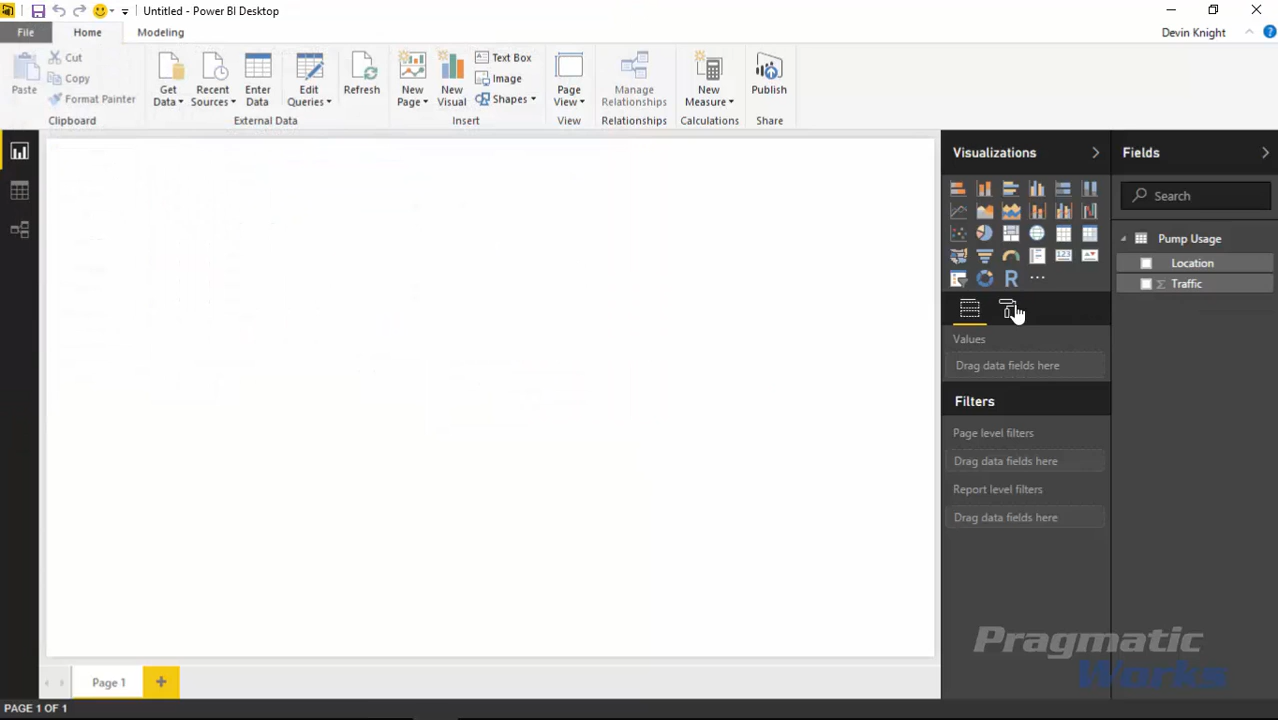 Untitled - Power BI Desktop
File
Home
Modeling
Devin Knight
Paste
Cut
Copy
Format Painter
Clipboard
Get Data
Recent Sources
Enter Data
Edit Queries
Refresh
External Data
New Page
New Visual
Text Box
Image
Shapes
Insert
Page View
View
Manage Relationships
Relationships
New Measure
Calculations
Publish
Share
Visualizations
R
Values
Drag data fields here
Filters
Page level filters
Drag data fields here
Report level filters
Drag data fields here
Fields
Search
Pump Usage
Location
Σ Traffic
Pragmatic
Works
Page 1
PAGE 1 OF 1